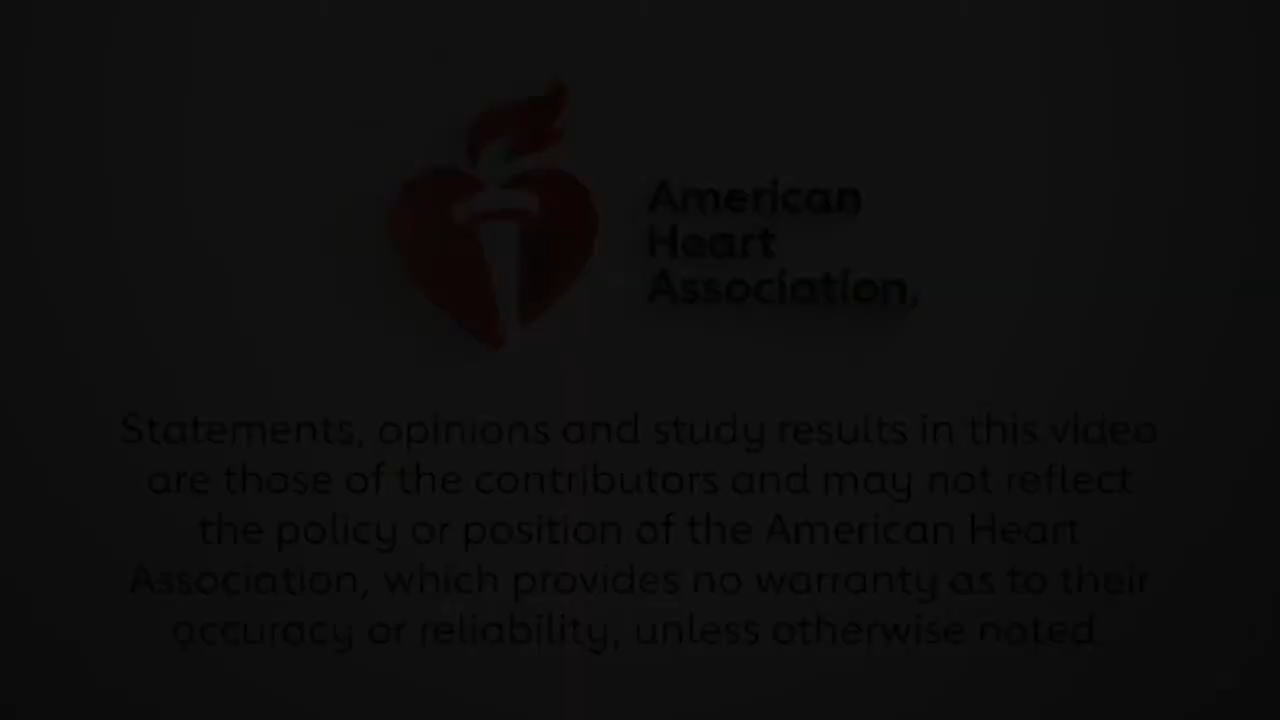 American
Heart
Association.
Statements, opinions and study results in this video
are those of the contributors and may not reflect
the policy or position of the American Heart
Association, which provides no warranty as to their
accuracy or reliability, unless otherwise noted.